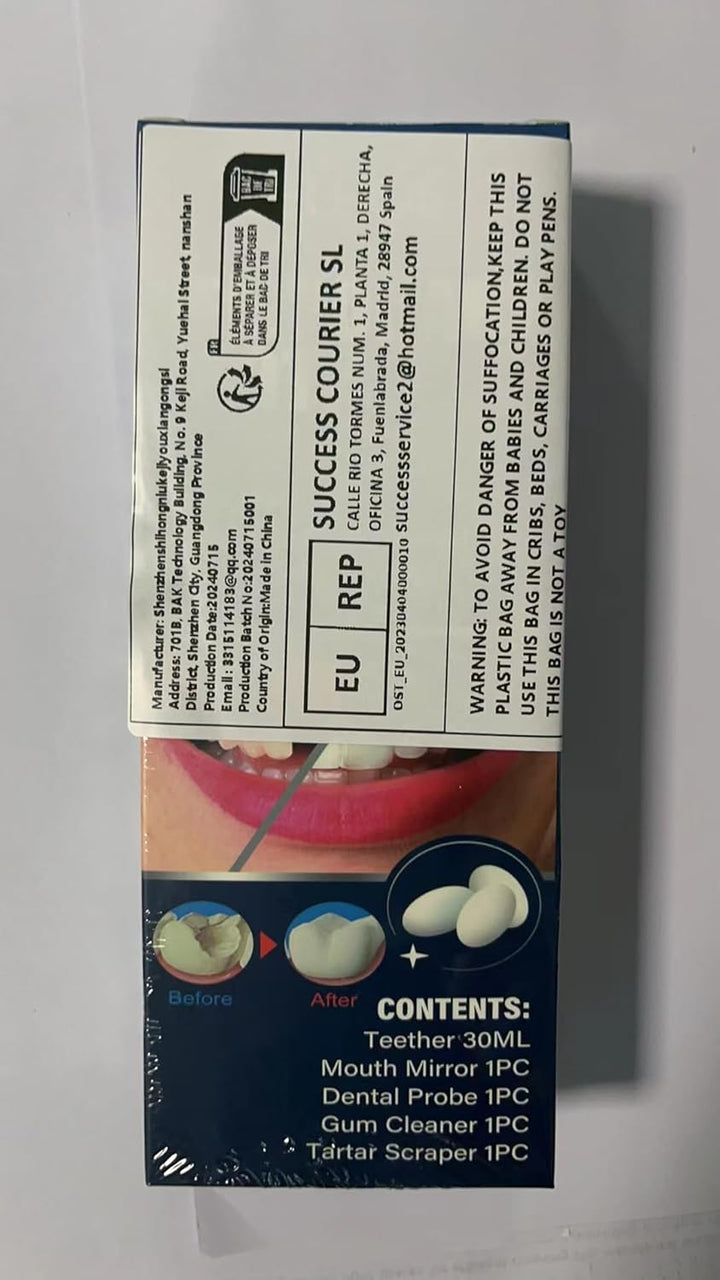 Manufacturer: Shenzhenshihongniukejiyouxiangongsi
Address: 701B, BAK Technology Building, No. 9 Keji Road, Yuehai Street, nanshan
District, Shenzhen City, Guangdong Province
Production Date:20240715
Email: 3315114183@qq.com
Production Batch No:20240715001
Country of Origin:Made in China
FR
ÉLÉMENTS D'EMBALLAGE
À SÉPARER ET À DÉPOSER
DANS LE BAC DE TRI
BAC
DE
TRI
EU REP
SUCCESS COURIER SL
CALLE RIO TORMES NUM. 1, PLANTA 1, DERECHA,
OFICINA 3, Fuenlabrada, Madrid, 28947 Spain
OST_EU_20230404000010 successservice2@hotmail.com
WARNING: TO AVOID DANGER OF SUFFOCATION,KEEP THIS
PLASTIC BAG AWAY FROM BABIES AND CHILDREN. DO NOT
USE THIS BAG IN CRIBS, BEDS, CARRIAGES OR PLAY PENS.
THIS BAG IS NOT A TOY
Before
After
CONTENTS:
Teether 30ML
Mouth Mirror 1PC
Dental Probe 1PC
Gum Cleaner 1PC
Tartar Scraper 1PC